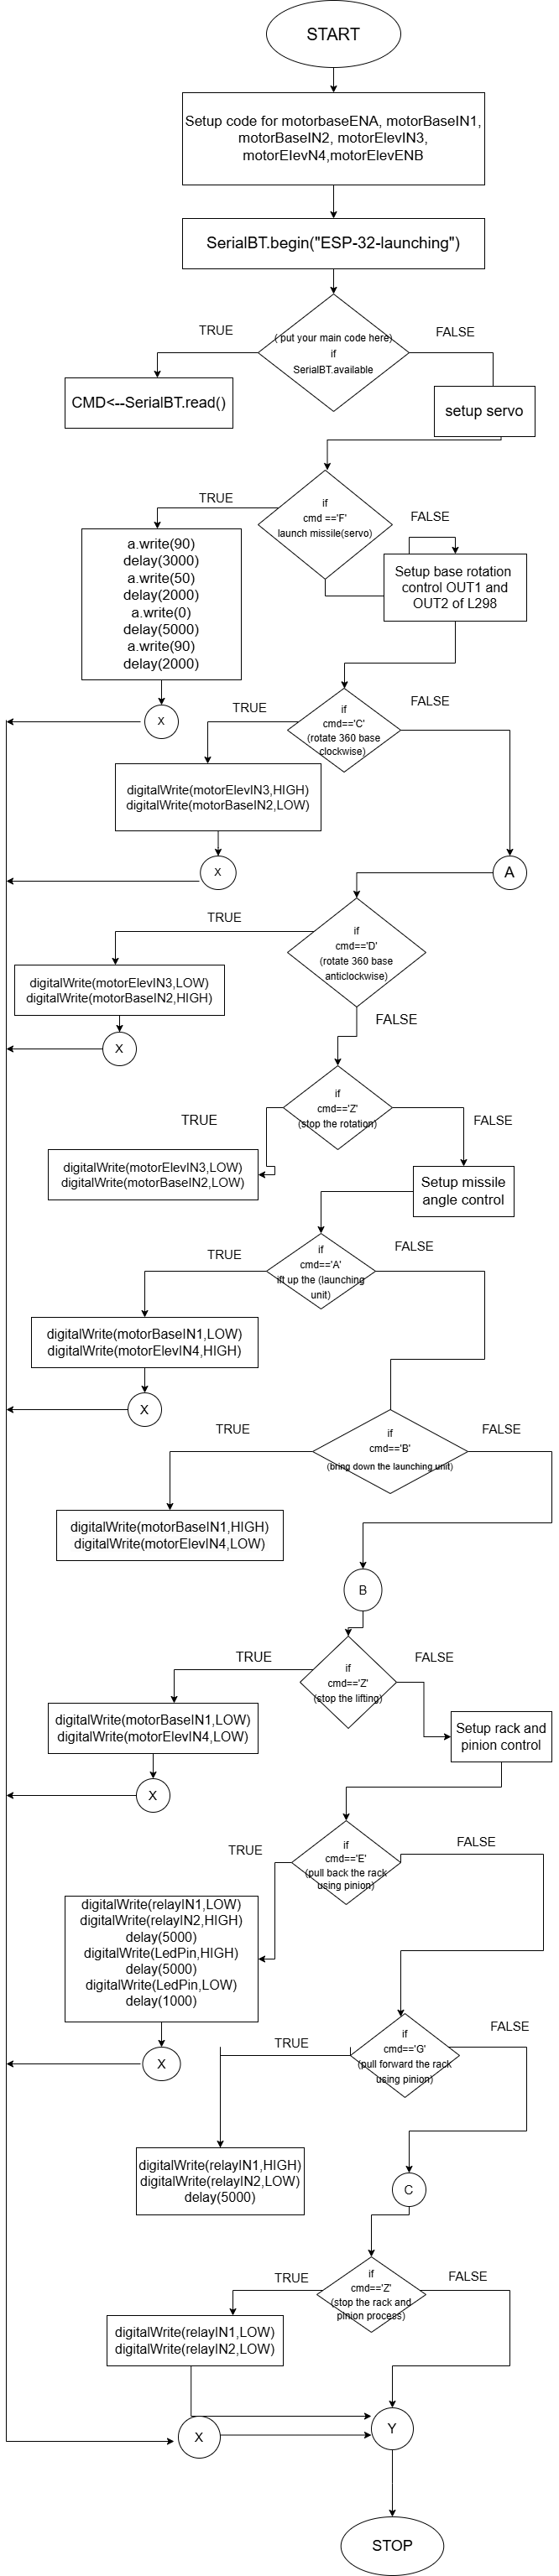 START
Setup code for motorbaseENA, motorBaseIN1,
motorBaseIN2, motorElevIN3,
motorElevN4,motorElevENB
SerialBT.begin("ESP-32-launching")
TRUE
( put your main code here)
if
SerialBT.available
FALSE
CMD<--SerialBT.read()
setup servo
TRUE
if
cmd =='F'
launch missile(servo)
FALSE
a.write(90)
delay(3000)
a.write(50)
delay(2000)
a.write(0)
delay(5000)
a.write(90)
delay(2000)
Setup base rotation
control OUT1 and
OUT2 of L298
X
TRUE
if
cmd=='C'
(rotate 360 base
clockwise)
FALSE
digitalWrite(motorElevIN3,HIGH)
digitalWrite(motorBaseIN2,LOW)
X
A
TRUE
if
cmd=='D'
(rotate 360 base
anticlockwise)
digitalWrite(motorElevIN3,LOW)
digitalWrite(motorBaseIN2,HIGH)
FALSE
X
TRUE
if
cmd=='Z'
(stop the rotation)
FALSE
digitalWrite(motorElevIN3,LOW)
digitalWrite(motorBaseIN2,LOW)
Setup missile
angle control
TRUE
if
cmd=='A'
ift up the (launching
unit)
FALSE
digitalWrite(motorBaseIN1,LOW)
digitalWrite(motorElevIN4,HIGH)
X
TRUE
if
cmd=='B'
(bring down the launching unit)
FALSE
digitalWrite(motorBaseIN1,HIGH)
digitalWrite(motorElevIN4,LOW)
B
TRUE
if
cmd=='Z'
(stop the lifting)
FALSE
digitalWrite(motorBaseIN1,LOW)
digitalWrite(motorElevIN4,LOW)
Setup rack and
pinion control
X
TRUE
if
cmd=='E'
(pull back the rack
using pinion)
FALSE
digitalWrite(relayIN1,LOW)
digitalWrite(relayIN2,HIGH)
delay(5000)
digitalWrite(LedPin,HIGH)
delay(5000)
digitalWrite(LedPin,LOW)
delay(1000)
X
TRUE
if
cmd=='G'
(pull forward the rack
using pinion)
FALSE
digitalWrite(relayIN1,HIGH)
digitalWrite(relayIN2,LOW)
delay(5000)
C
TRUE
if
cmd=='Z'
(stop the rack and
pinion process)
FALSE
digitalWrite(relayIN1,LOW)
digitalWrite(relayIN2,LOW)
X
Y
STOP